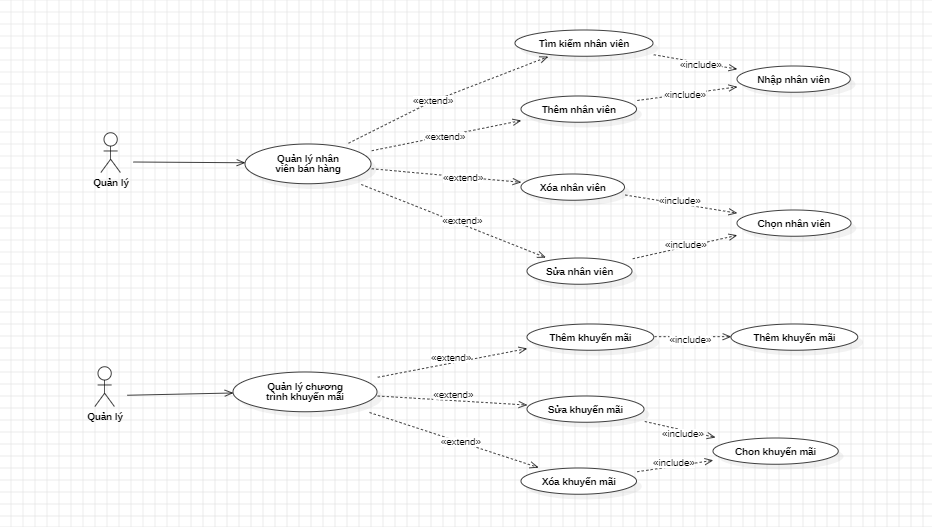 Tìm kiếm nhân viên
«include»
Nhập nhân viên
«extend»
Thêm nhân viên
«include»
«extend»
Quản lý
Quản lý nhân
viên bán hàng
«extend»
Xóa nhân viên
«include»
«extend»
Chọn nhân viên
«include»
Sửa nhân viên
Thêm khuyến mãi
«include»
Thêm khuyến mãi
«extend»
Quản lý
Quản lý chương
trình khuyến mãi
«extend»
Sửa khuyến mãi
«include»
«extend»
Chon khuyến mãi
«include»
Xóa khuyến mãi